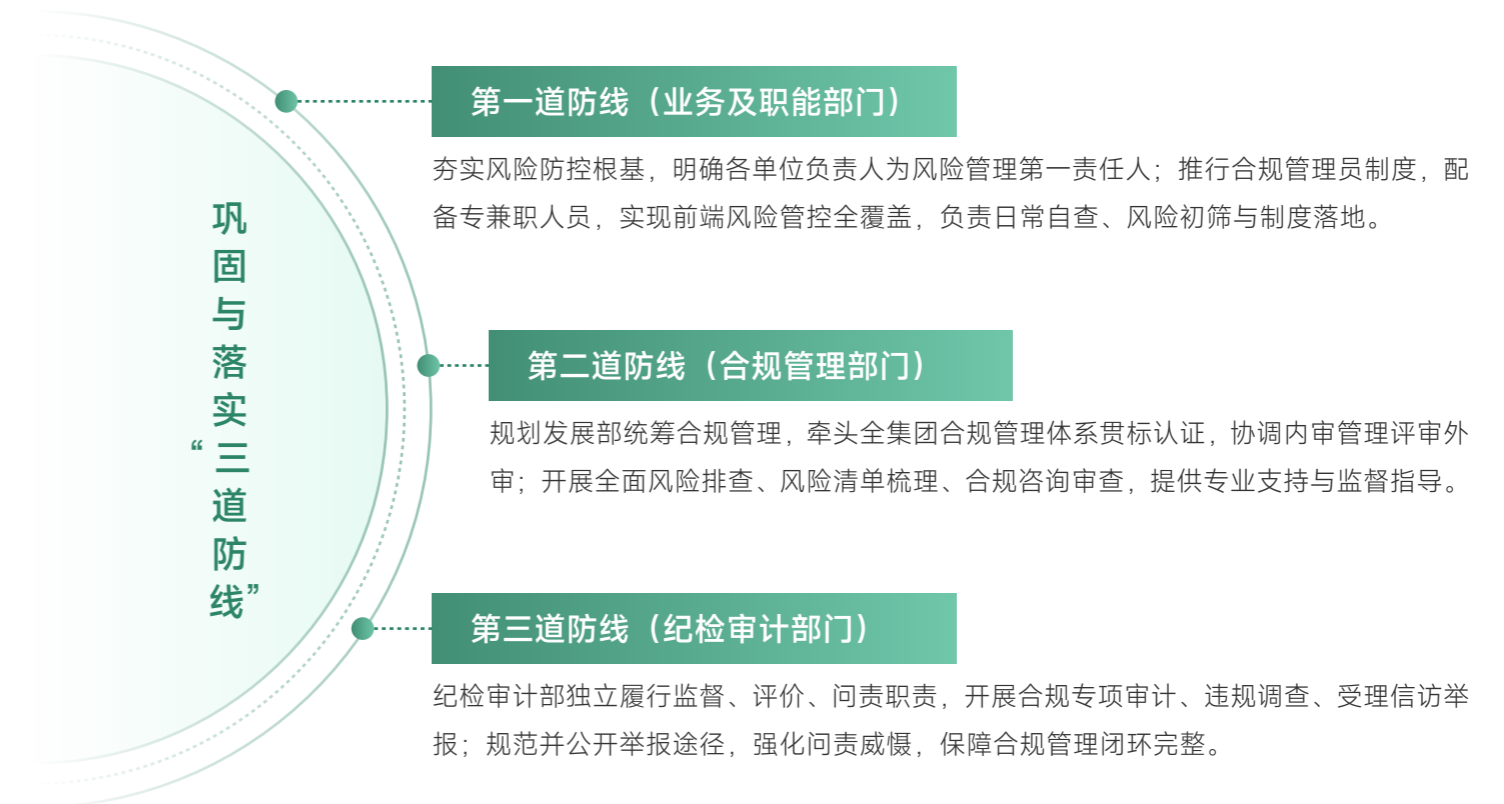 巩固与落实“三道防线”
第一道防线（业务及职能部门）
夯实风险防控根基，明确各单位负责人为风险管理第一责任人；推行合规管理员制度，配
备专兼职人员，实现前端风险管控全覆盖，负责日常自查、风险初筛与制度落地。
第二道防线（合规管理部门）
规划发展部统筹合规管理，牵头全集团合规管理体系贯标认证，协调内审管理评审外
审；开展全面风险排查、风险清单梳理、合规咨询审查，提供专业支持与监督指导。
第三道防线（纪检审计部门）
纪检审计部独立履行监督、评价、问责职责，开展合规专项审计、违规调查、受理信访举
报；规范并公开举报途径，强化问责威慑，保障合规管理闭环完整。